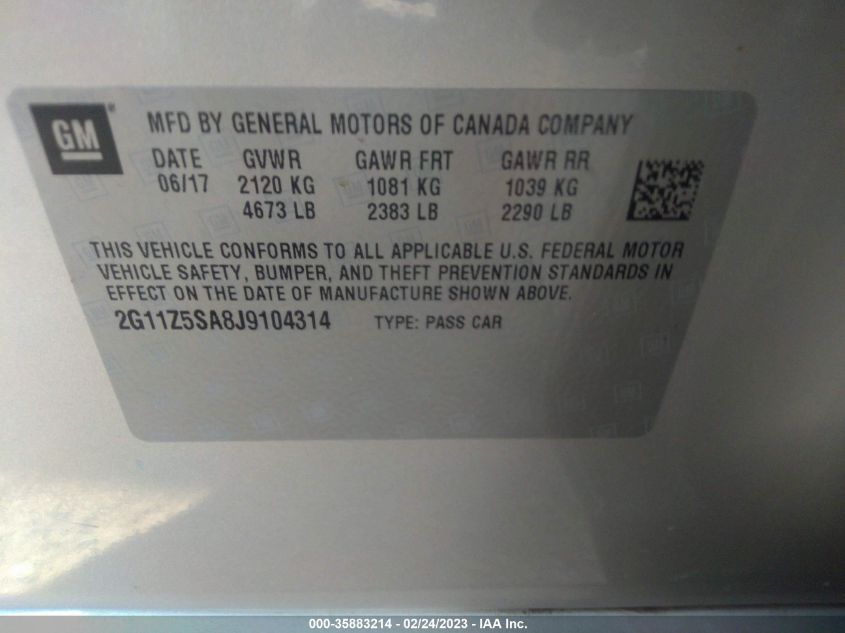 GM
MFD BY GENERAL MOTORS OF CANADA COMPANY
DATE GVWR GAWR FRT GAWR RR
06/17 2120 KG 1081 KG 1039 KG
4673 LB 2383 LB 2290 LB
THIS VEHICLE CONFORMS TO ALL APPLICABLE U.S. FEDERAL MOTOR
VEHICLE SAFETY, BUMPER, AND THEFT PREVENTION STANDARDS IN
EFFECT ON THE DATE OF MANUFACTURE SHOWN ABOVE.
2G11Z5SA8J9104314 TYPE: PASS CAR
000-35883214 - 02/24/2023 - IAA Inc.